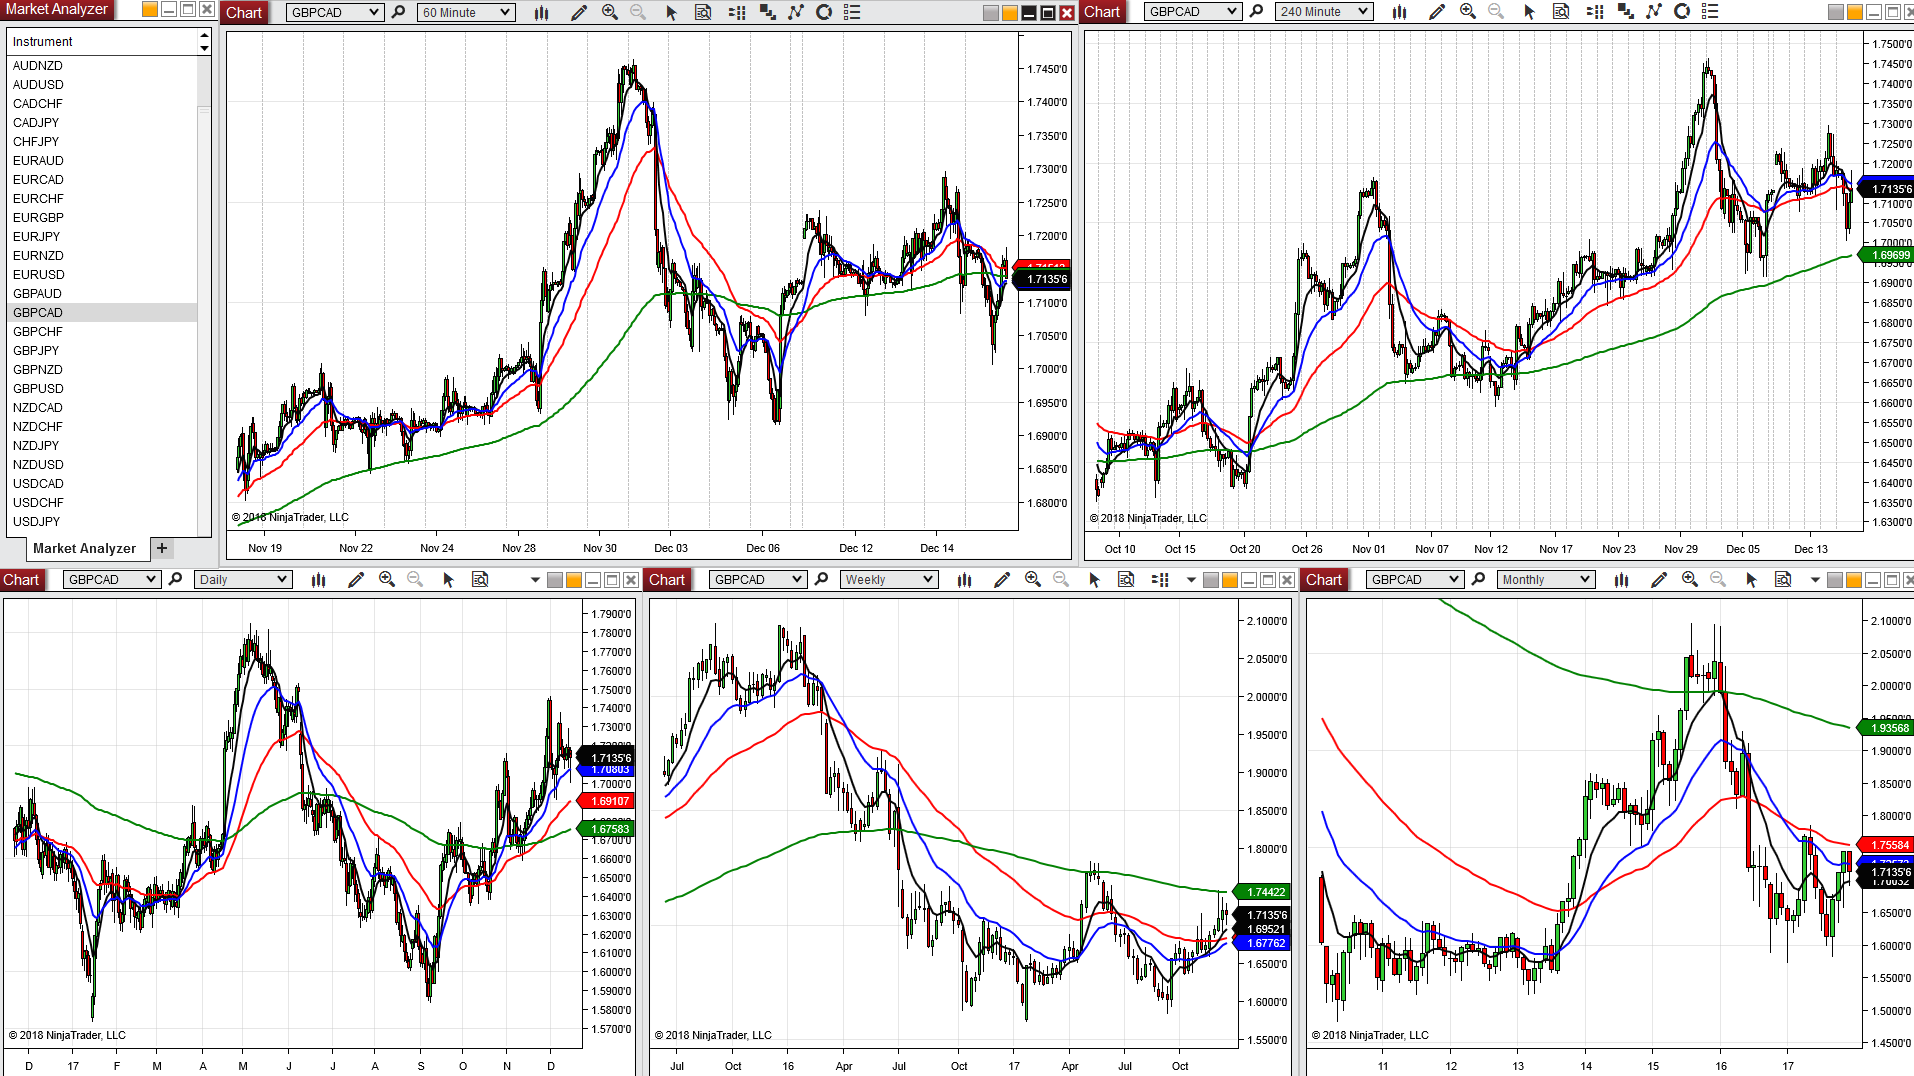 Market Analyzer
Instrument
AUDNZD
AUDUSD
CADCHF
CADJPY
CHFJPY
EURAUD
EURCAD
EURCHF
EURGBP
EURJPY
EURNZD
EURUSD
GBPAUD
GBPCAD
GBPCHF
GBPJPY
GBPNZD
GBPUSD
NZDCAD
NZDCHF
NZDJPY
NZDUSD
USDCAD
USDCHF
USDJPY
Market Analyzer +
Chart GBPCAD 60 Minute
1.7450'0
1.7400'0
1.7350'0
1.7300'0
1.7250'0
1.7200'0
1.7135'6
1.7100'0
1.7050'0
1.7000'0
1.6950'0
1.6900'0
1.6850'0
1.6800'0
© 2018 NinjaTrader, LLC
Nov 19 Nov 22 Nov 24 Nov 28 Nov 30 Dec 03 Dec 06 Dec 12 Dec 14
Chart GBPCAD 240 Minute
1.7500'0
1.7450'0
1.7400'0
1.7350'0
1.7300'0
1.7250'0
1.7200'0
1.7135'6
1.7100'0
1.7050'0
1.7000'0
1.69699
1.6950'0
1.6900'0
1.6850'0
1.6800'0
1.6750'0
1.6700'0
1.6650'0
1.6600'0
1.6550'0
1.6500'0
1.6450'0
1.6400'0
1.6350'0
1.6300'0
© 2018 NinjaTrader, LLC
Oct 10 Oct 15 Oct 20 Oct 26 Nov 01 Nov 07 Nov 12 Nov 17 Nov 23 Nov 29 Dec 05 Dec 13
Chart GBPCAD Daily
1.7900'0
1.7800'0
1.7700'0
1.7600'0
1.7500'0
1.7400'0
1.7300'0
1.7135'6
1.70803
1.7000'0
1.69107
1.67583
1.6700'0
1.6600'0
1.6500'0
1.6400'0
1.6300'0
1.6200'0
1.6100'0
1.6000'0
1.5900'0
1.5800'0
1.5700'0
© 2018 NinjaTrader, LLC
D 17 F M A M J J A S O N D
Chart GBPCAD Weekly
2.1000'0
2.0500'0
2.0000'0
1.9500'0
1.9000'0
1.8500'0
1.8000'0
1.74422
1.7135'6
1.69521
1.67762
1.6500'0
1.6000'0
1.5500'0
© 2018 NinjaTrader, LLC
Jul Oct 16 Apr Jul Oct 17 Apr Jul Oct
Chart GBPCAD Monthly
2.1000'0
2.0500'0
2.0000'0
1.93568
1.9000'0
1.8500'0
1.8000'0
1.75584
1.7135'6
1.6500'0
1.6000'0
1.5500'0
1.5000'0
1.4500'0
© 2018 NinjaTrader, LLC
11 12 13 14 15 16 17